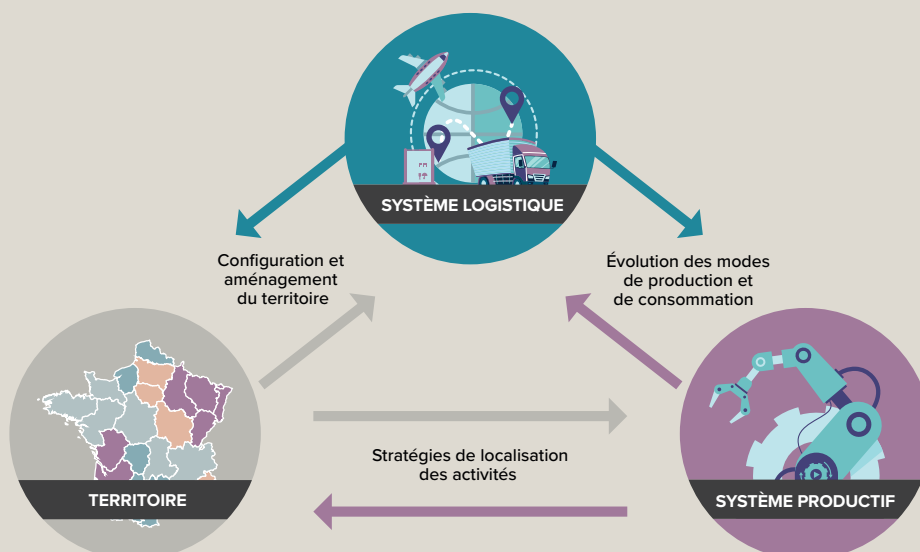 SYSTÈME LOGISTIQUE
Configuration et
aménagement
du territoire
Évolution des modes
de production et
de consommation
Stratégies de localisation
des activités
TERRITOIRE
SYSTÈME PRODUCTIF